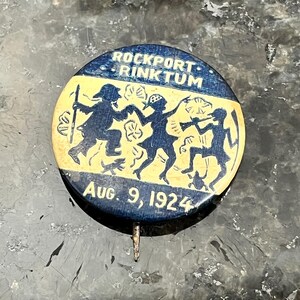 ROCKPORT-
RINKTUM
AUG. 9, 1924